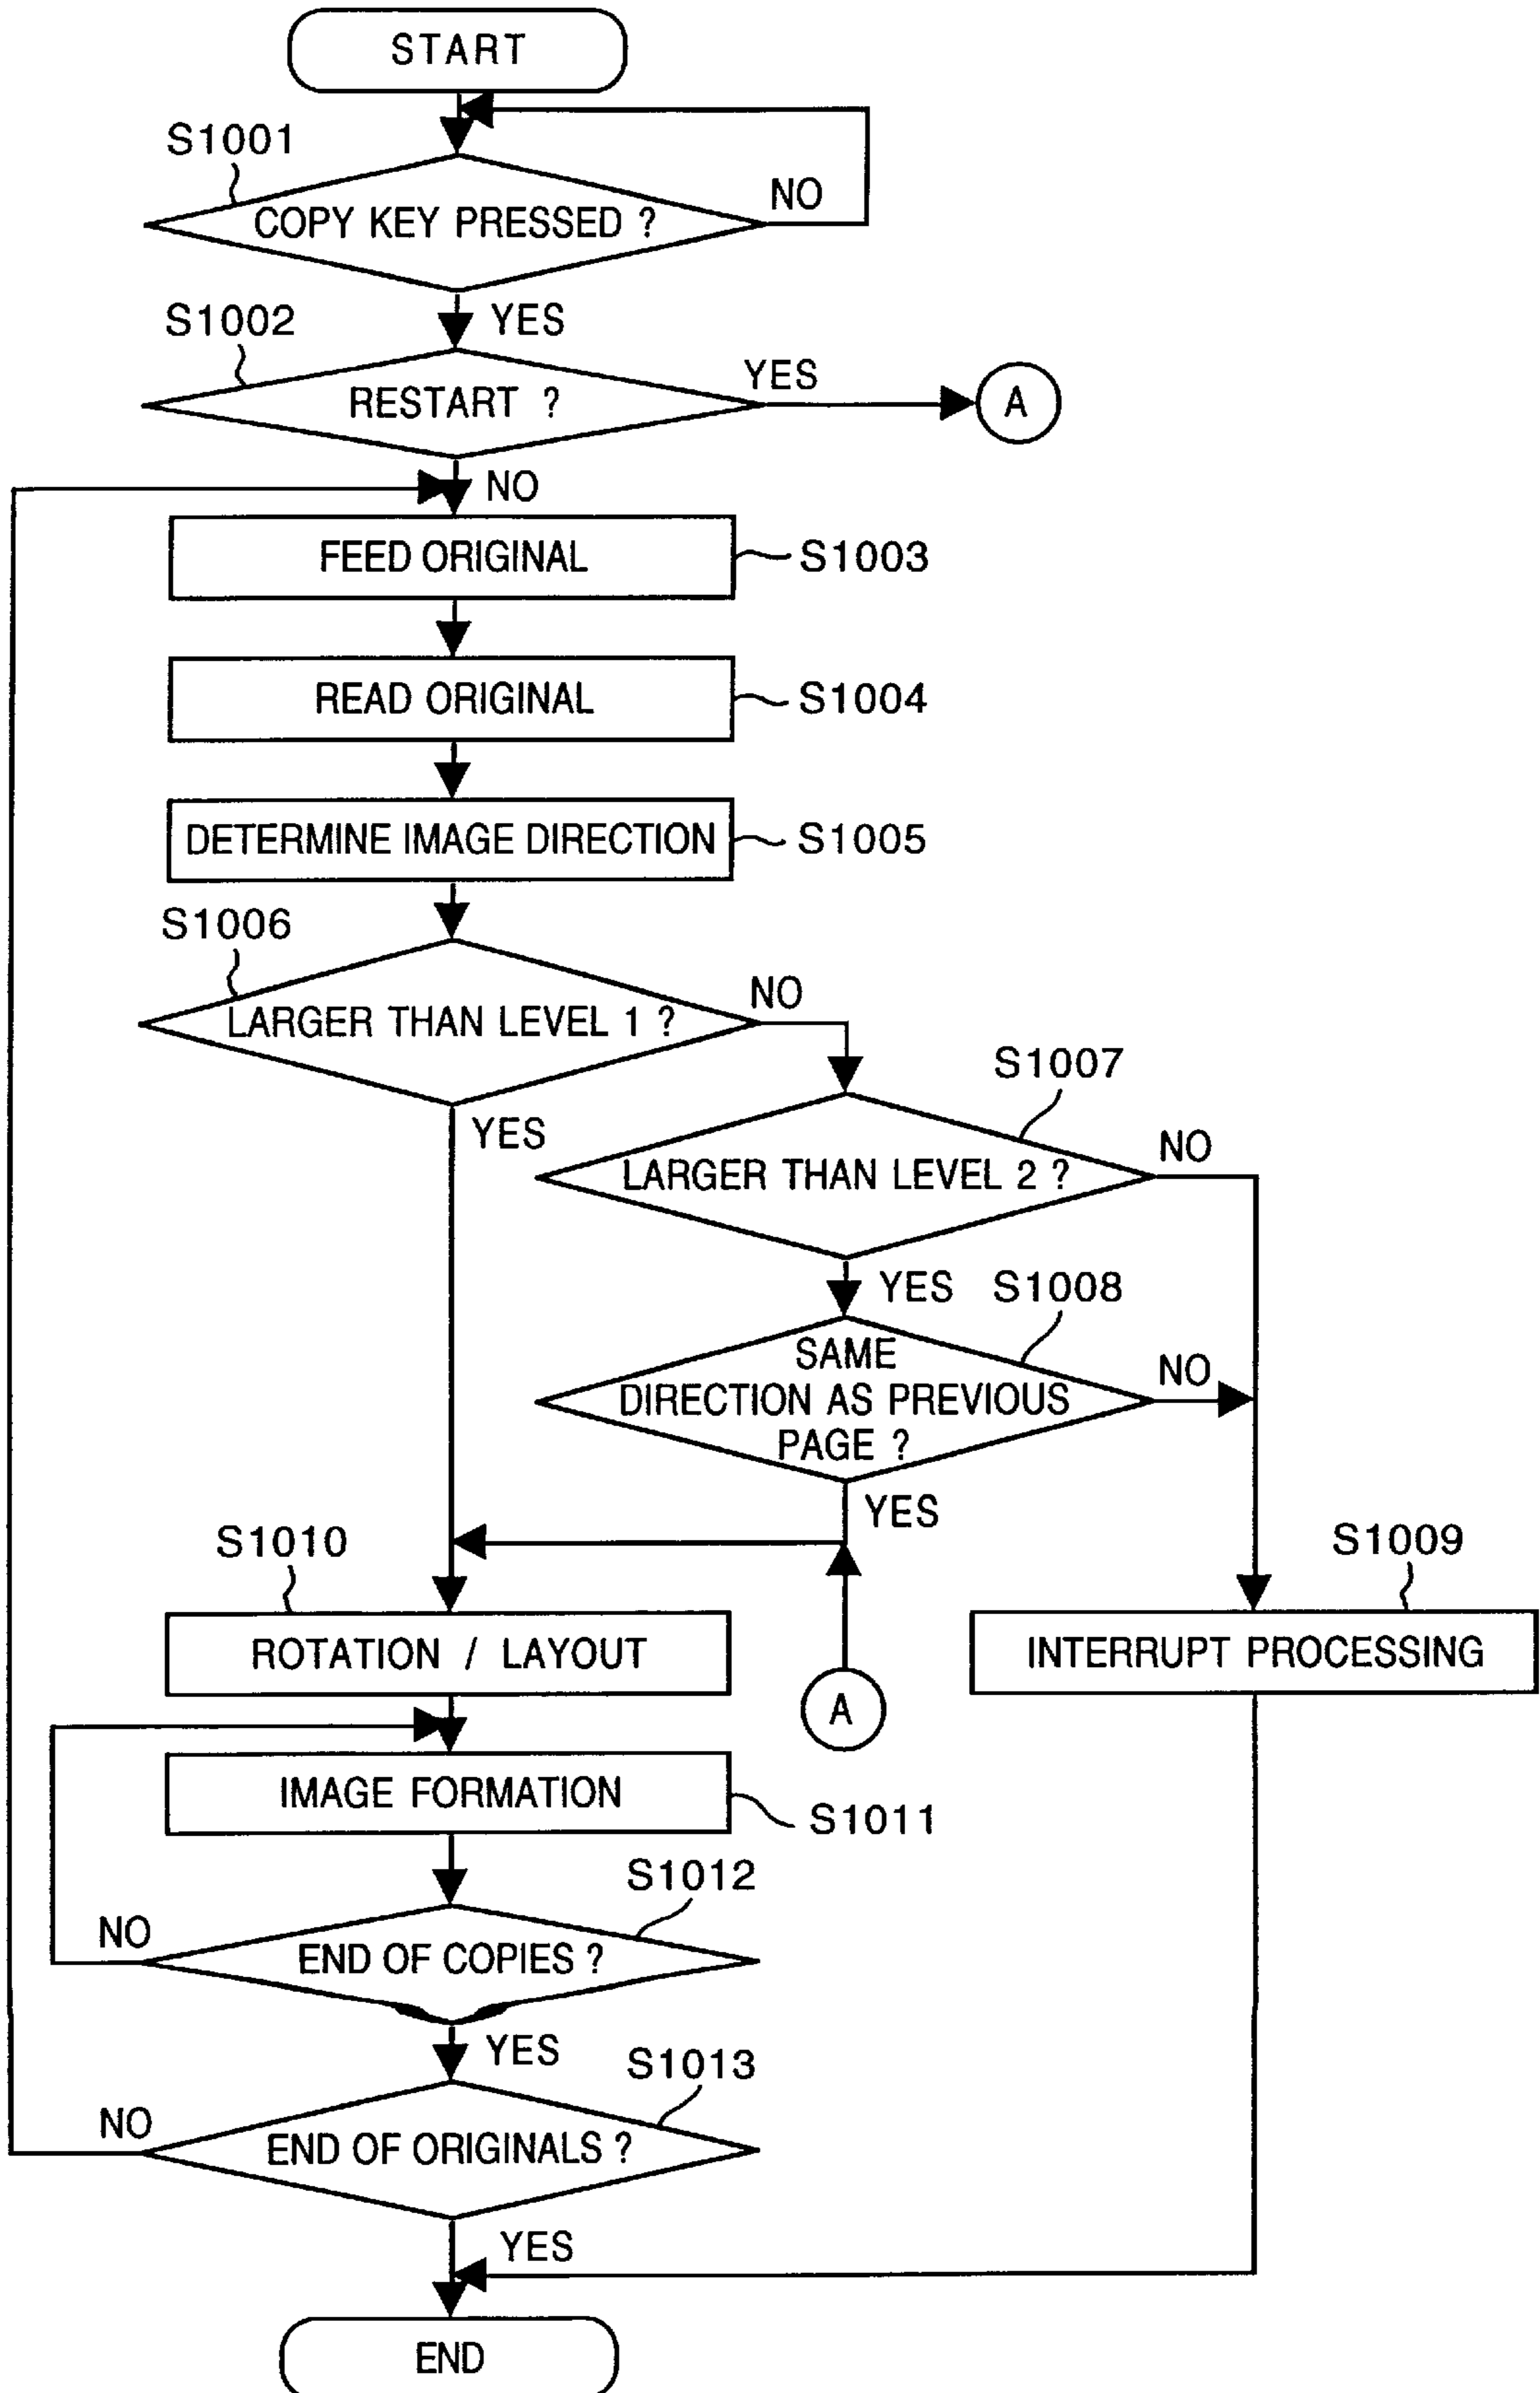 START
S1001
NO
COPY KEY PRESSED ?
S1002
YES
YES
RESTART ?
A
NO
FEED ORIGINAL
S1003
READ ORIGINAL
S1004
DETERMINE IMAGE DIRECTION
S1005
S1006
NO
LARGER THAN LEVEL 1 ?
S1007
YES
NO
LARGER THAN LEVEL 2 ?
YES
S1008
SAME
DIRECTION AS PREVIOUS
PAGE ?
NO
YES
S1010
S1009
ROTATION / LAYOUT
INTERRUPT PROCESSING
A
IMAGE FORMATION
S1011
S1012
NO
END OF COPIES ?
YES
S1013
NO
END OF ORIGINALS ?
YES
END